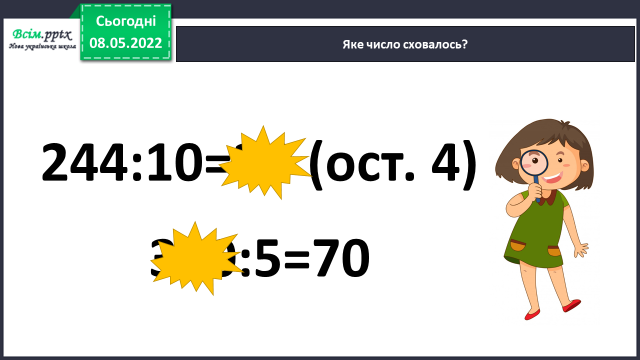 Всім.pptx
Нова українська школа
Сьогодні
08.05.2022
Яке число сховалось?
244:10= (ост. 4)
:5=70